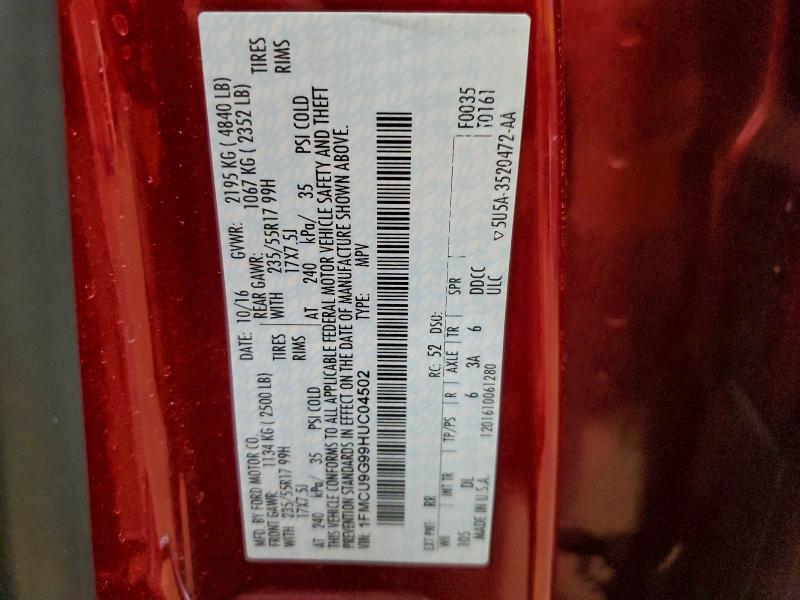 MFD. BY FORD MOTOR CO. DATE: 10/16 GVWR: 2195 KG ( 4840 LB)
FRONT GAWR: 1134 KG ( 2500 LB) REAR GAWR: 1067 KG ( 2352 LB)
WITH 235/55R17 99H TIRES WITH 235/55R17 99H TIRES
17X7.5J RIMS 17X7.5J RIMS
AT 240 kPa/ 35 PSI COLD AT 240 kPa/ 35 PSI COLD
THIS VEHICLE CONFORMS TO ALL APPLICABLE FEDERAL MOTOR VEHICLE SAFETY AND THEFT
PREVENTION STANDARDS IN EFFECT ON THE DATE OF MANUFACTURE SHOWN ABOVE.
VIN: 1FMCU9G99HUC04502 TYPE: MPV
EXT PNT: RR RC: 52 DSO: F0035
WB INT TR TP/PS R AXLE TR SPR 10161
105 DL 6 3A 6 DDCC
MADE IN U.S.A. 1201610061280 ULC
▽5U5A-3520472-AA